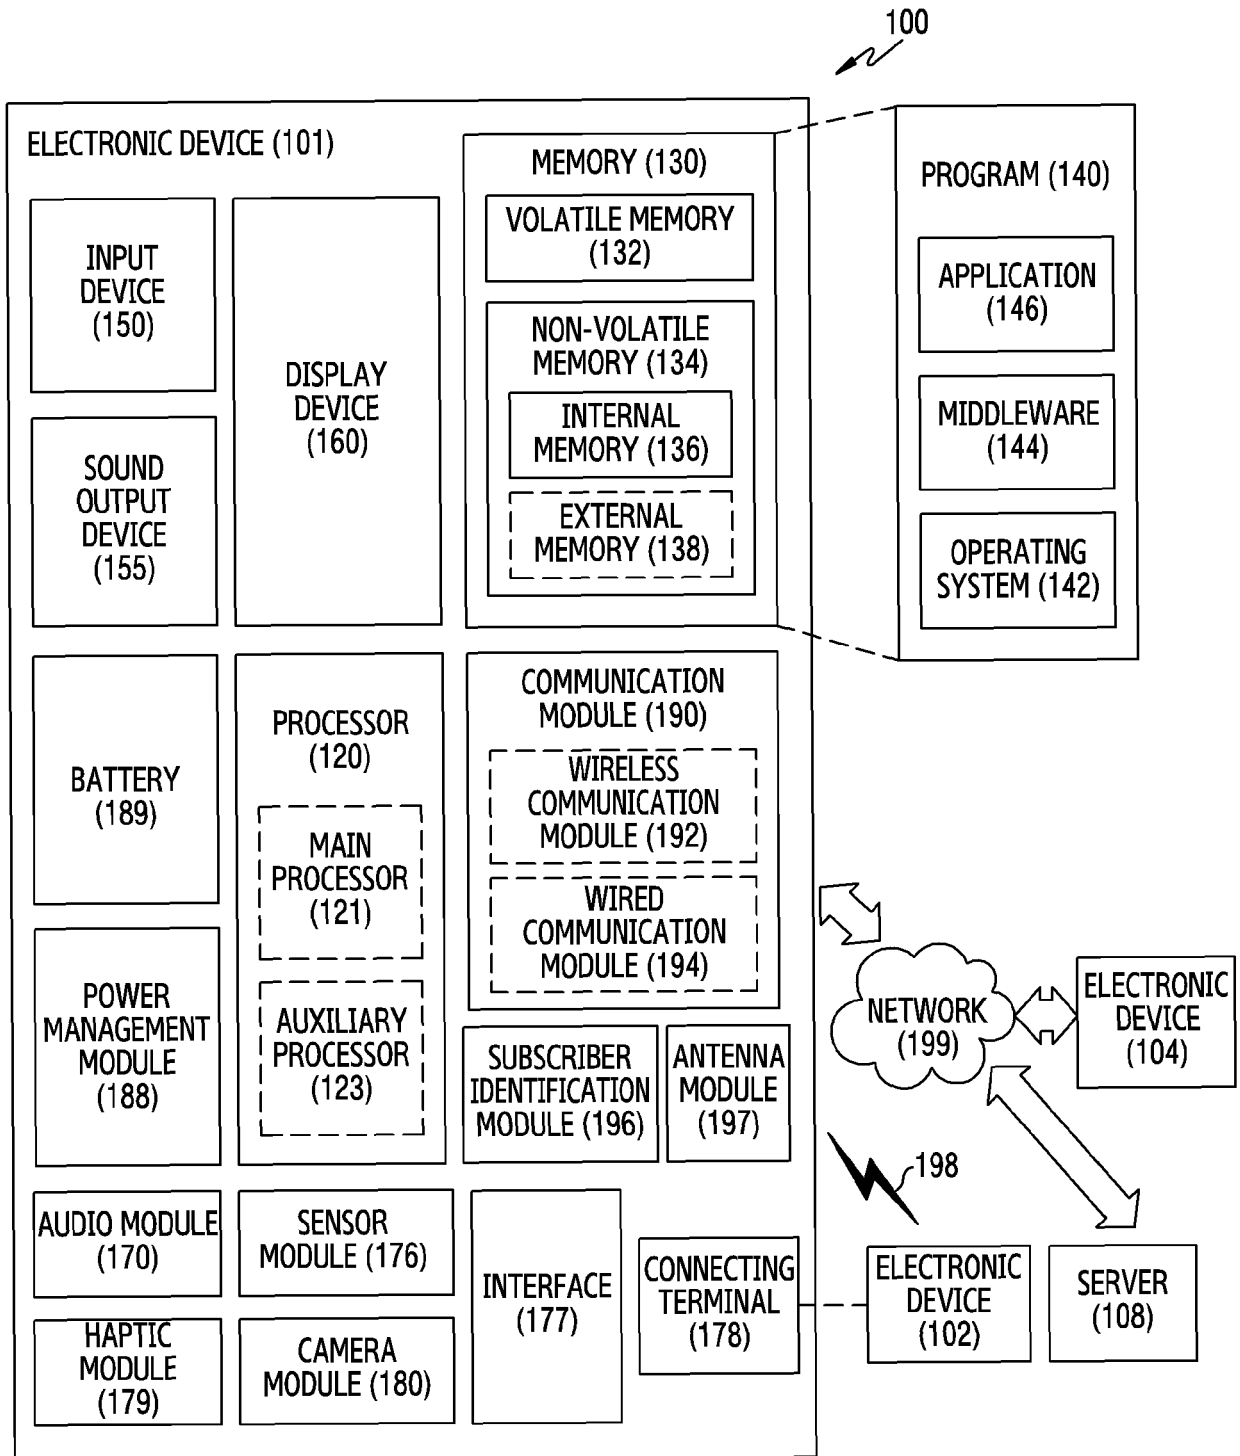 100
ELECTRONIC DEVICE (101)
INPUT
DEVICE
(150)
SOUND
OUTPUT
DEVICE
(155)
DISPLAY
DEVICE
(160)
MEMORY (130)
VOLATILE MEMORY
(132)
NON-VOLATILE
MEMORY (134)
INTERNAL
MEMORY (136)
EXTERNAL
MEMORY (138)
PROGRAM (140)
APPLICATION
(146)
MIDDLEWARE
(144)
OPERATING
SYSTEM (142)
BATTERY
(189)
POWER
MANAGEMENT
MODULE
(188)
PROCESSOR
(120)
MAIN
PROCESSOR
(121)
AUXILIARY
PROCESSOR
(123)
COMMUNICATION
MODULE (190)
WIRELESS
COMMUNICATION
MODULE (192)
WIRED
COMMUNICATION
MODULE (194)
SUBSCRIBER
IDENTIFICATION
MODULE (196)
ANTENNA
MODULE
(197)
NETWORK
(199)
ELECTRONIC
DEVICE
(104)
198
AUDIO MODULE
(170)
SENSOR
MODULE (176)
INTERFACE
(177)
CONNECTING
TERMINAL
(178)
ELECTRONIC
DEVICE
(102)
SERVER
(108)
HAPTIC
MODULE
(179)
CAMERA
MODULE (180)